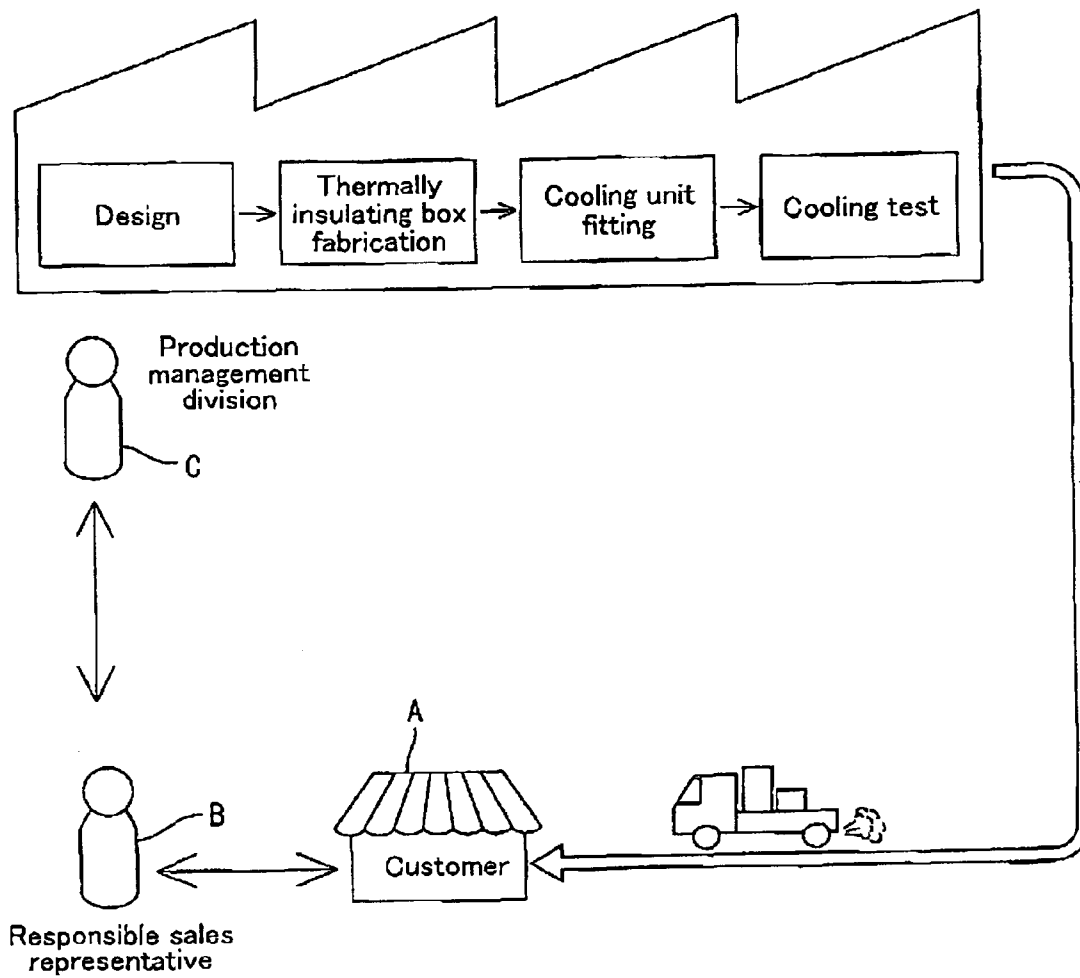 Design
Thermally
insulating box
fabrication
Cooling unit
fitting
Cooling test
Production
management
division
C
A
B
Customer
Responsible sales
representative